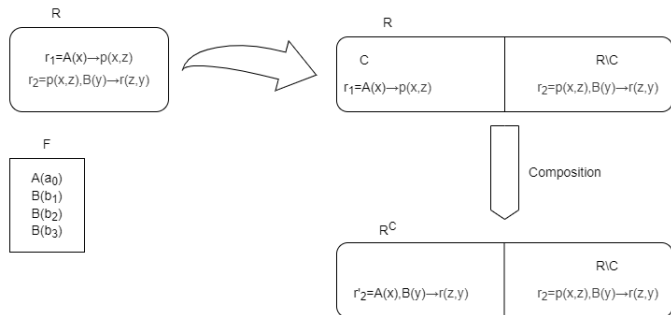 R
r₁=A(x)→p(x,z)
r₂=p(x,z),B(y)→r(z,y)
F
A(a₀)
B(b₁)
B(b₂)
B(b₃)
R
C
r₁=A(x)→p(x,z)
R\C
r₂=p(x,z),B(y)→r(z,y)
Composition
Rᶜ
r'₂=A(x),B(y)→r(z,y)
R\C
r₂=p(x,z),B(y)→r(z,y)